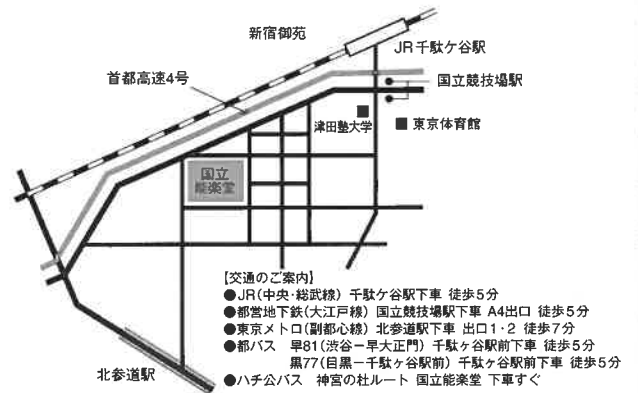 新宿御苑
JR千駄ケ谷駅
首都高速4号
国立競技場駅
津田塾大学
東京体育館
国立
能楽堂
【交通のご案内】
●JR(中央・総武線) 千駄ケ谷駅下車 徒歩5分
●都営地下鉄(大江戸線) 国立競技場駅下車 A4出口 徒歩5分
●東京メトロ(副都心線) 北参道駅下車 出口1・2 徒歩7分
●都バス 早81(渋谷ー早大正門) 千駄ヶ谷駅前下車 徒歩5分
黒77(目黒ー千駄ヶ谷駅前) 千駄ヶ谷駅前下車 徒歩5分
●ハチ公バス 神宮の杜ルート 国立能楽堂 下車すぐ
北参道駅